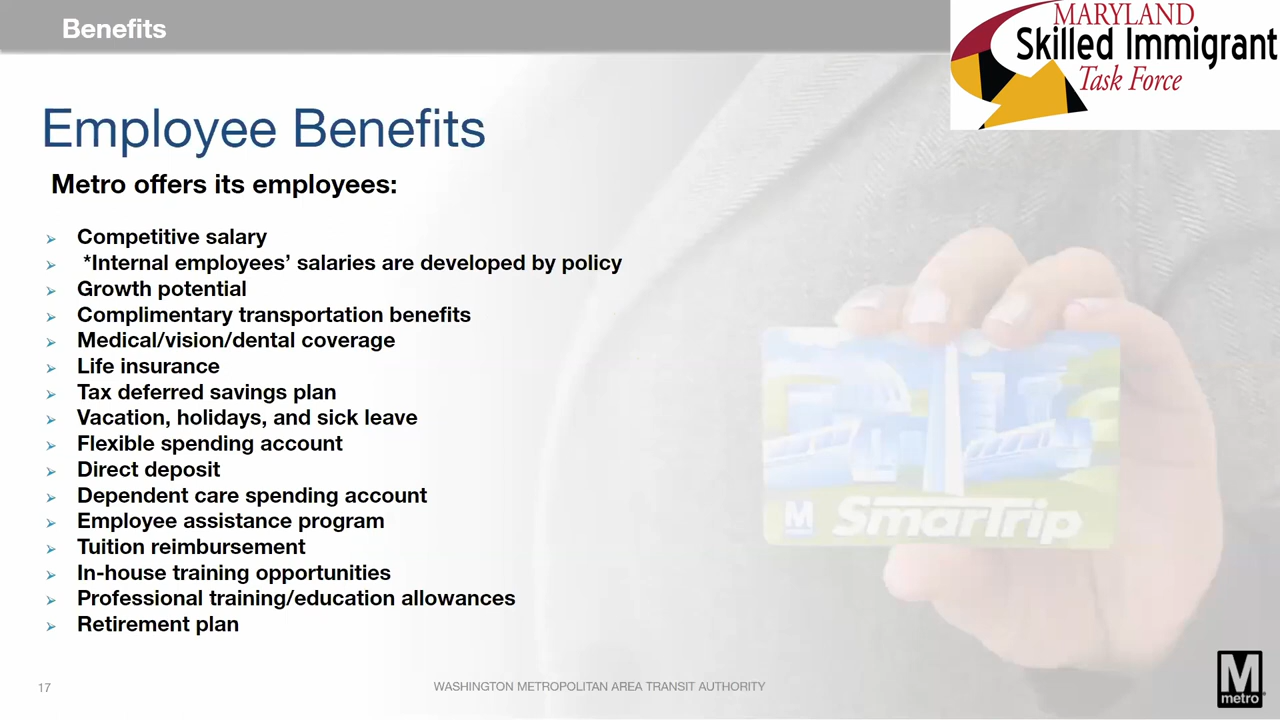 Benefits
MARYLAND
Skilled Immigrant
Task Force
Employee Benefits
Metro offers its employees:
Competitive salary
*Internal employees’ salaries are developed by policy
Growth potential
Complimentary transportation benefits
Medical/vision/dental coverage
Life insurance
Tax deferred savings plan
Vacation, holidays, and sick leave
Flexible spending account
Direct deposit
Dependent care spending account
Employee assistance program
Tuition reimbursement
In-house training opportunities
Professional training/education allowances
Retirement plan
M SmarTrip
17
WASHINGTON METROPOLITAN AREA TRANSIT AUTHORITY
M
metro